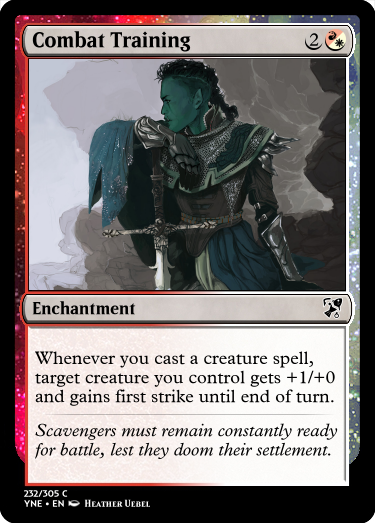 Combat Training 2
Enchantment
Whenever you cast a creature spell,
target creature you control gets +1/+0
and gains first strike until end of turn.
Scavengers must remain constantly ready
for battle, lest they doom their settlement.
232/305 C
YNE • EN Heather Uebel